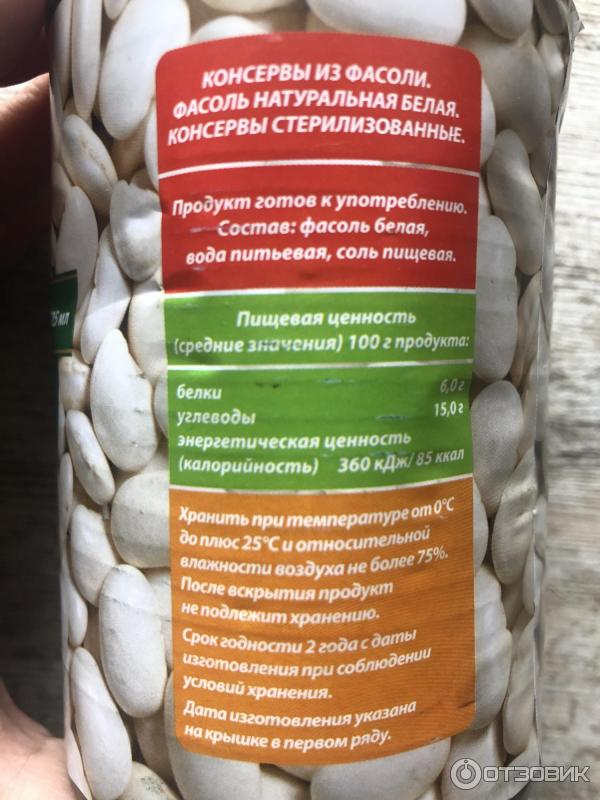 КОНСЕРВЫ ИЗ ФАСОЛИ.
ФАСОЛЬ НАТУРАЛЬНАЯ БЕЛАЯ.
КОНСЕРВЫ СТЕРИЛИЗОВАННЫЕ.
Продукт готов к употреблению.
Состав: фасоль белая,
вода питьевая, соль пищевая.
Пищевая ценность
(средние значения) 100 г продукта:
белки 6,0 г
углеводы 15,0 г
энергетическая ценность
(калорийность) 360 кДж/ 85 ккал
Хранить при температуре от 0°С
до плюс 25°С и относительной
влажности воздуха не более 75%.
После вскрытия продукт
не подлежит хранению.
Срок годности 2 года с даты
изготовления при соблюдении
условий хранения.
Дата изготовления указана
на крышке в первом ряду.
мл
ОТЗОВИК